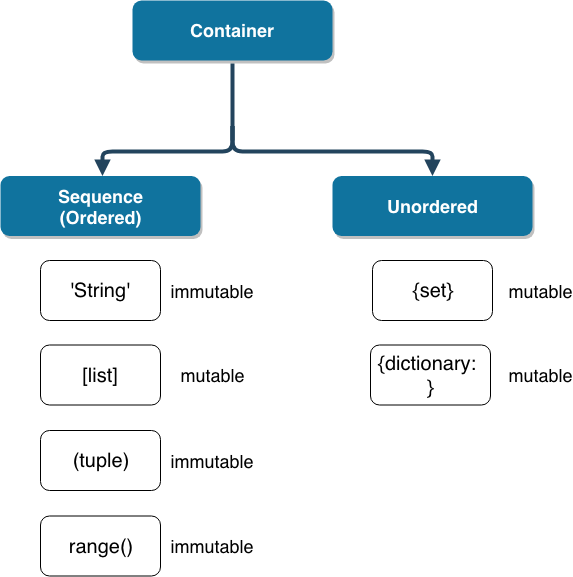 Container
Sequence
(Ordered)
Unordered
'String'
immutable
{set}
mutable
[list]
mutable
{dictionary:
}
mutable
(tuple)
immutable
range()
immutable